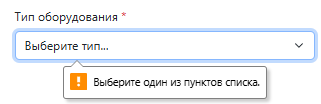 Тип оборудования *
Выберите тип...
Выберите один из пунктов списка.